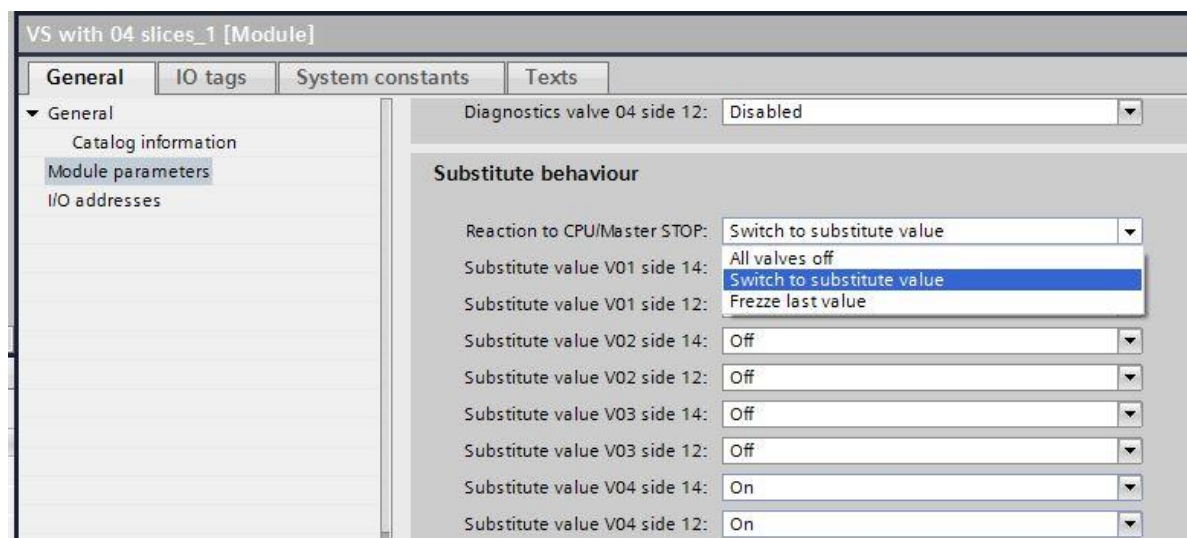 VS with 04 slices_1 [Module]
General IO tags System constants Texts
General
Catalog information
Module parameters
I/O addresses
Diagnostics valve 04 side 12: Disabled
Substitute behaviour
Reaction to CPU/Master STOP: Switch to substitute value
All valves off
Switch to substitute value
Frezze last value
Substitute value V01 side 14:
Substitute value V01 side 12:
Substitute value V02 side 14: Off
Substitute value V02 side 12: Off
Substitute value V03 side 14: Off
Substitute value V03 side 12: Off
Substitute value V04 side 14: On
Substitute value V04 side 12: On